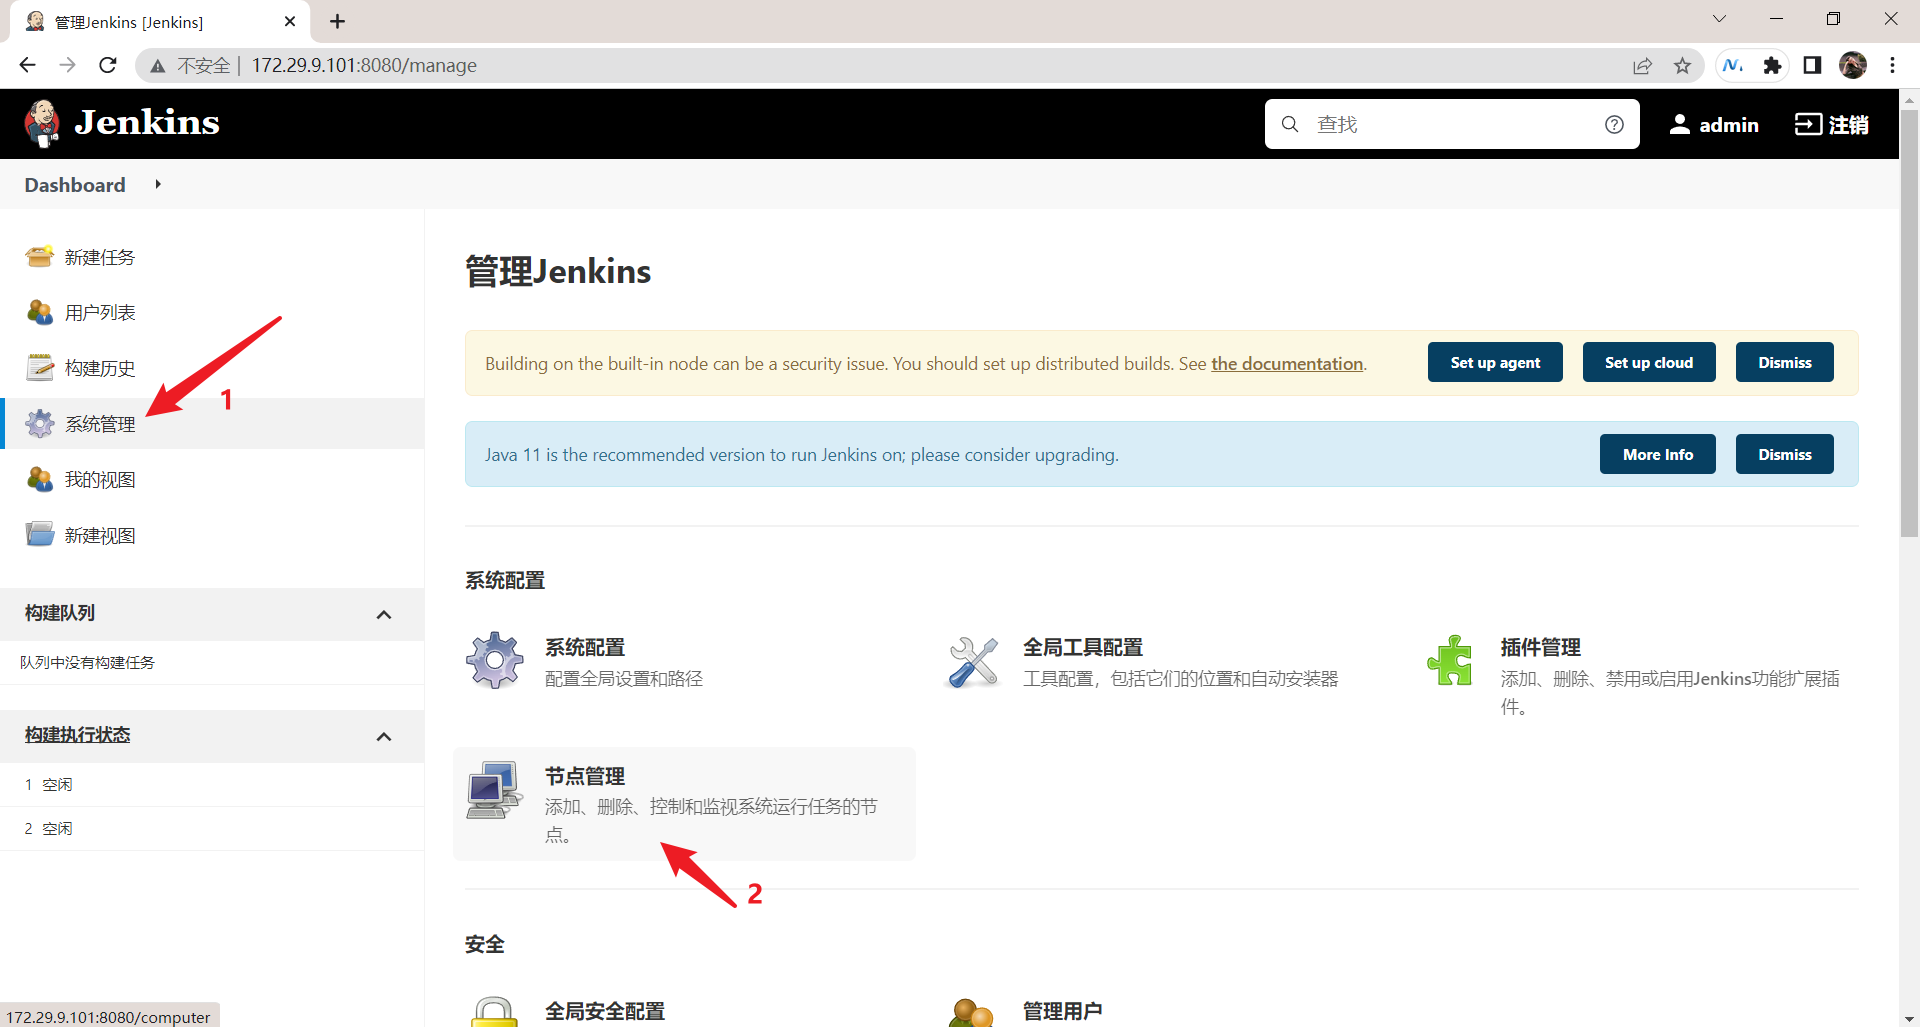 管理Jenkins [Jenkins]
不安全 | 172.29.9.101:8080/manage
Jenkins
查找
admin
注销
Dashboard
新建任务
用户列表
构建历史
系统管理
1
我的视图
新建视图
构建队列
队列中没有构建任务
构建执行状态
1 空闲
2 空闲
管理Jenkins
Building on the built-in node can be a security issue. You should set up distributed builds. See the documentation.
Set up agent
Set up cloud
Dismiss
Java 11 is the recommended version to run Jenkins on; please consider upgrading.
More Info
Dismiss
系统配置
系统配置
配置全局设置和路径
全局工具配置
工具配置，包括它们的位置和自动安装器
插件管理
添加、删除、禁用或启用Jenkins功能扩展插
件。
节点管理
添加、删除、控制和监视系统运行任务的节
点。
2
安全
全局安全配置
管理用户
172.29.9.101:8080/computer